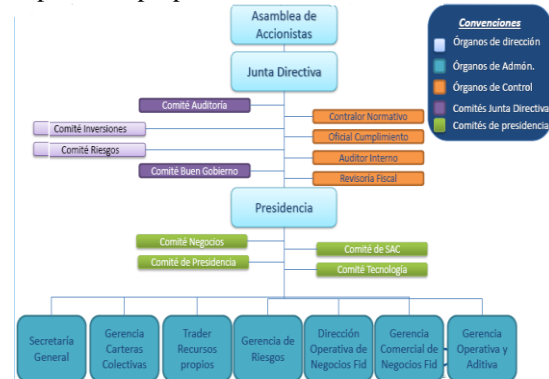 Asamblea de
Accionistas
Junta Directiva
Comité Auditoría
Comité Inversiones
Comité Riesgos
Comité Buen Gobierno
Contralor Normativo
Oficial Cumplimiento
Auditor Interno
Revisoría Fiscal
Presidencia
Comité Negocios
Comité de Presidencia
Comité de SAC
Comité Tecnología
Secretaría
General
Gerencia
Carteras
Colectivas
Trader
Recursos
propios
Gerencia de
Riesgos
Dirección
Operativa de
Negocios Fid
Gerencia
Comercial de
Negocios Fid
Gerencia
Operativa y
Aditiva
Convenciones
Órganos de dirección
Órganos de Admón.
Órganos de Control
Comités Junta Directiva
Comités de presidencia